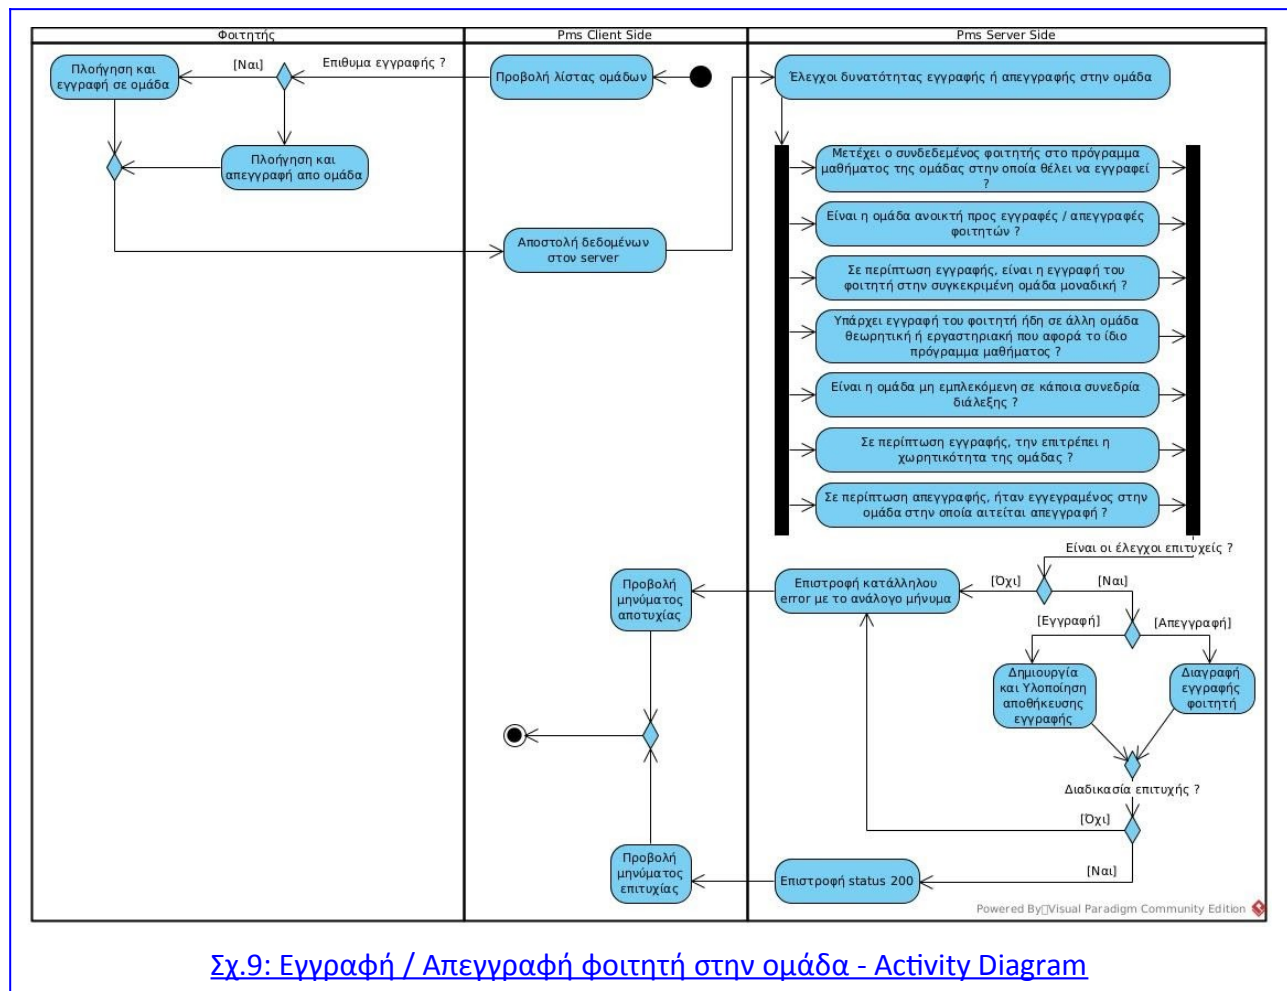 Φοιτητής
Pms Client Side
Pms Server Side
Πλοήγηση και
εγγραφή σε ομάδα
[Ναι]
Επιθυμα εγγραφής ?
Προβολή λίστας ομάδων
Έλεγχοι δυνατότητας εγγραφής ή απεγγραφής στην ομάδα
Πλοήγηση και
απεγγραφή απο ομάδα
Μετέχει ο συνδεδεμένος φοιτητής στο πρόγραμμα
μαθήματος της ομάδας στην οποία θέλει να εγγραφεί
?
Είναι η ομάδα ανοικτή προς εγγραφές / απεγγραφές
φοιτητών ?
Αποστολή δεδομένων
στον server
Σε περίπτωση εγγραφής, είναι η εγγραφή του
φοιτητή στην συγκεκριμένη ομάδα μοναδική ?
Υπάρχει εγγραφή του φοιτητή ήδη σε άλλη ομάδα
θεωρητική ή εργαστηριακή που αφορά το ίδιο
πρόγραμμα μαθήματος ?
Είναι η ομάδα μη εμπλεκόμενη σε κάποια συνεδρία
διάλεξης ?
Σε περίπτωση εγγραφής, την επιτρέπει η
χωρητικότητα της ομάδας ?
Σε περίπτωση απεγγραφής, ήταν εγγεγραμένος στην
ομάδα στην οποία αιτείται απεγγραφή ?
Είναι οι έλεγχοι επιτυχείς ?
Προβολή
μηνύματος
αποτυχίας
Επιστροφή κατάλληλου
error με το ανάλογο μήνυμα
[Όχι]
[Ναι]
[Εγγραφή]
[Απεγγραφή]
Δημιουργία
και Υλοποίηση
αποθήκευσης
εγγραφής
Διαγραφή
εγγραφής
φοιτητή
Διαδικασία επιτυχής ?
[Όχι]
[Ναι]
Προβολή
μηνύματος
επιτυχίας
Επιστροφή status 200
Powered By Visual Paradigm Community Edition
Σχ.9: Εγγραφή / Απεγγραφή φοιτητή στην ομάδα - Activity Diagram